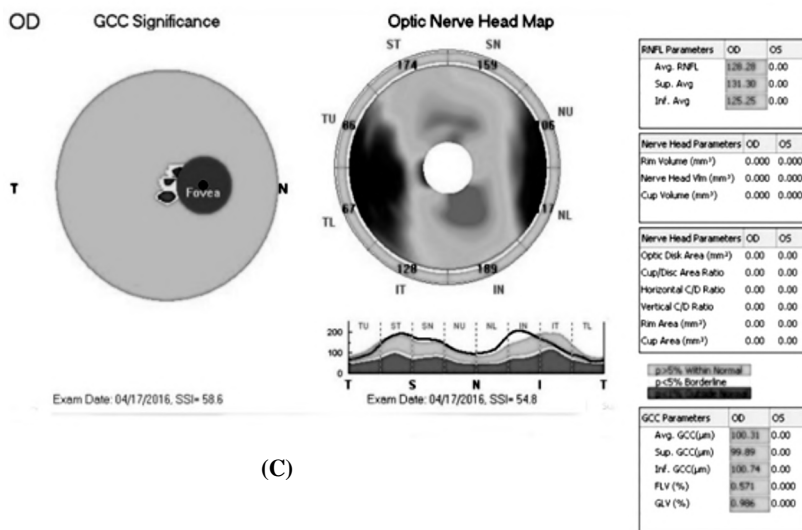 OD
GCC Significance
Optic Nerve Head Map
T
Fovea
N
ST
SN
NU
NL
IN
IT
TL
TU
174
159
106
17
189
128
67
86
TU ST SN NU NL IN IT TL
200
100
0
T S N I T
Exam Date: 04/17/2016, SSI= 58.6
Exam Date: 04/17/2016, SSI= 54.8
(C)
RNFL Parameters OD OS
Avg. RNFL 128.28 0.00
Sup. Avg 131.30 0.00
Inf. Avg 125.25 0.00
Nerve Head Parameters OD OS
Rim Volume (mm³) 0.000 0.000
Nerve Head Vlm (mm³) 0.000 0.000
Cup Volume (mm³) 0.000 0.000
Nerve Head Parameters OD OS
Optic Disk Area (mm²) 0.00 0.00
Cup/Disc Area Ratio 0.00 0.00
Horizontal C/D Ratio 0.00 0.00
Vertical C/D Ratio 0.00 0.00
Rim Area (mm²) 0.00 0.00
Cup Area (mm²) 0.00 0.00
p>5% Within Normal
p<5% Borderline
GCC Parameters OD OS
Avg. GCC(µm) 100.31 0.00
Sup. GCC(µm) 99.89 0.00
Inf. GCC(µm) 100.74 0.00
FLV (%) 0.571 0.000
GLV (%) 0.986 0.000